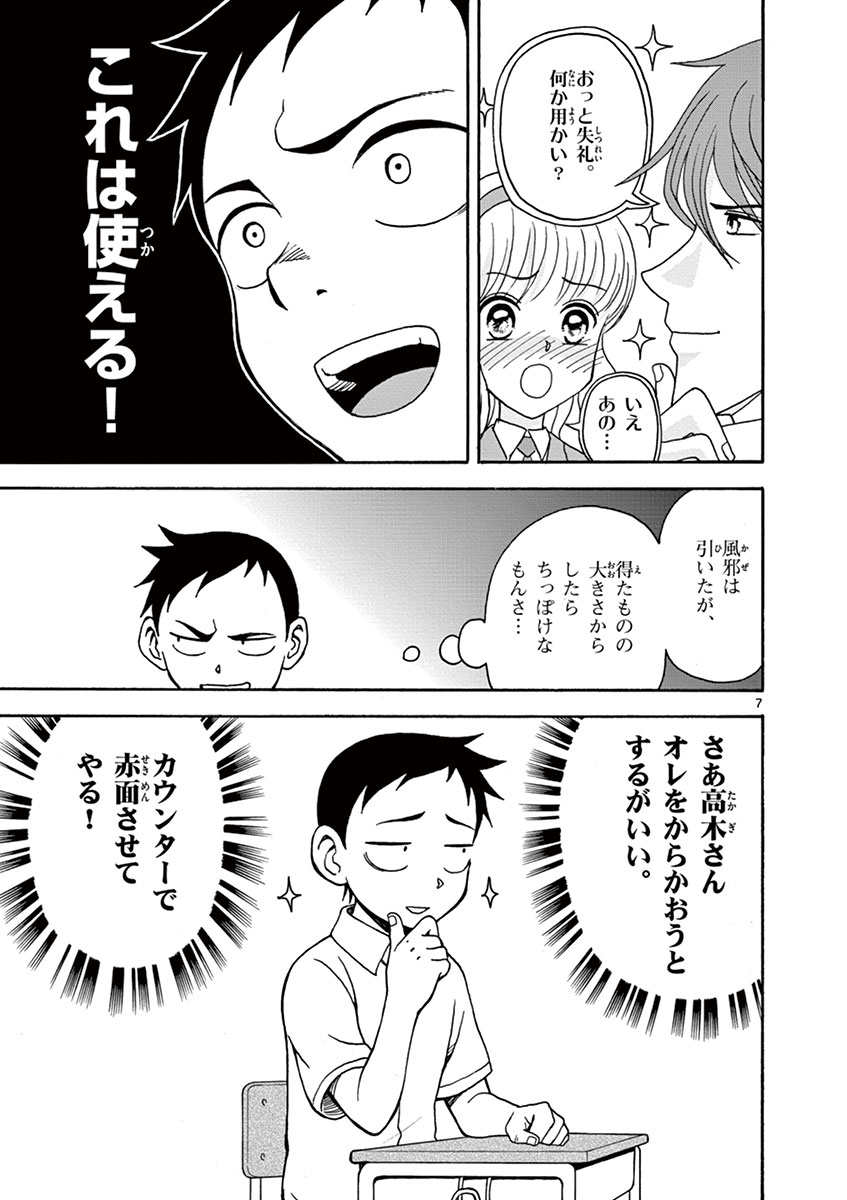 おっと失礼。
何か用かい？
いえ
あの…
これは使える！
風邪は
引いたが、
得たものの
大きさから
したら
ちっぽけな
もんさ…
7
さあ高木さん
オレをからかおうと
するがいい。
カウンターで
赤面させて
やる！